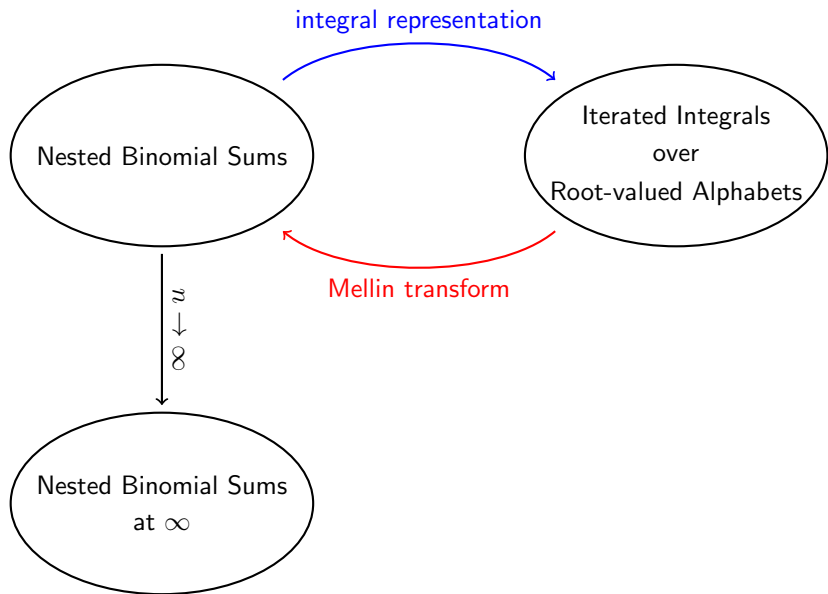 integral representation
Nested Binomial Sums
Iterated Integrals
over
Root-valued Alphabets
Mellin transform
n → ∞
Nested Binomial Sums
at ∞